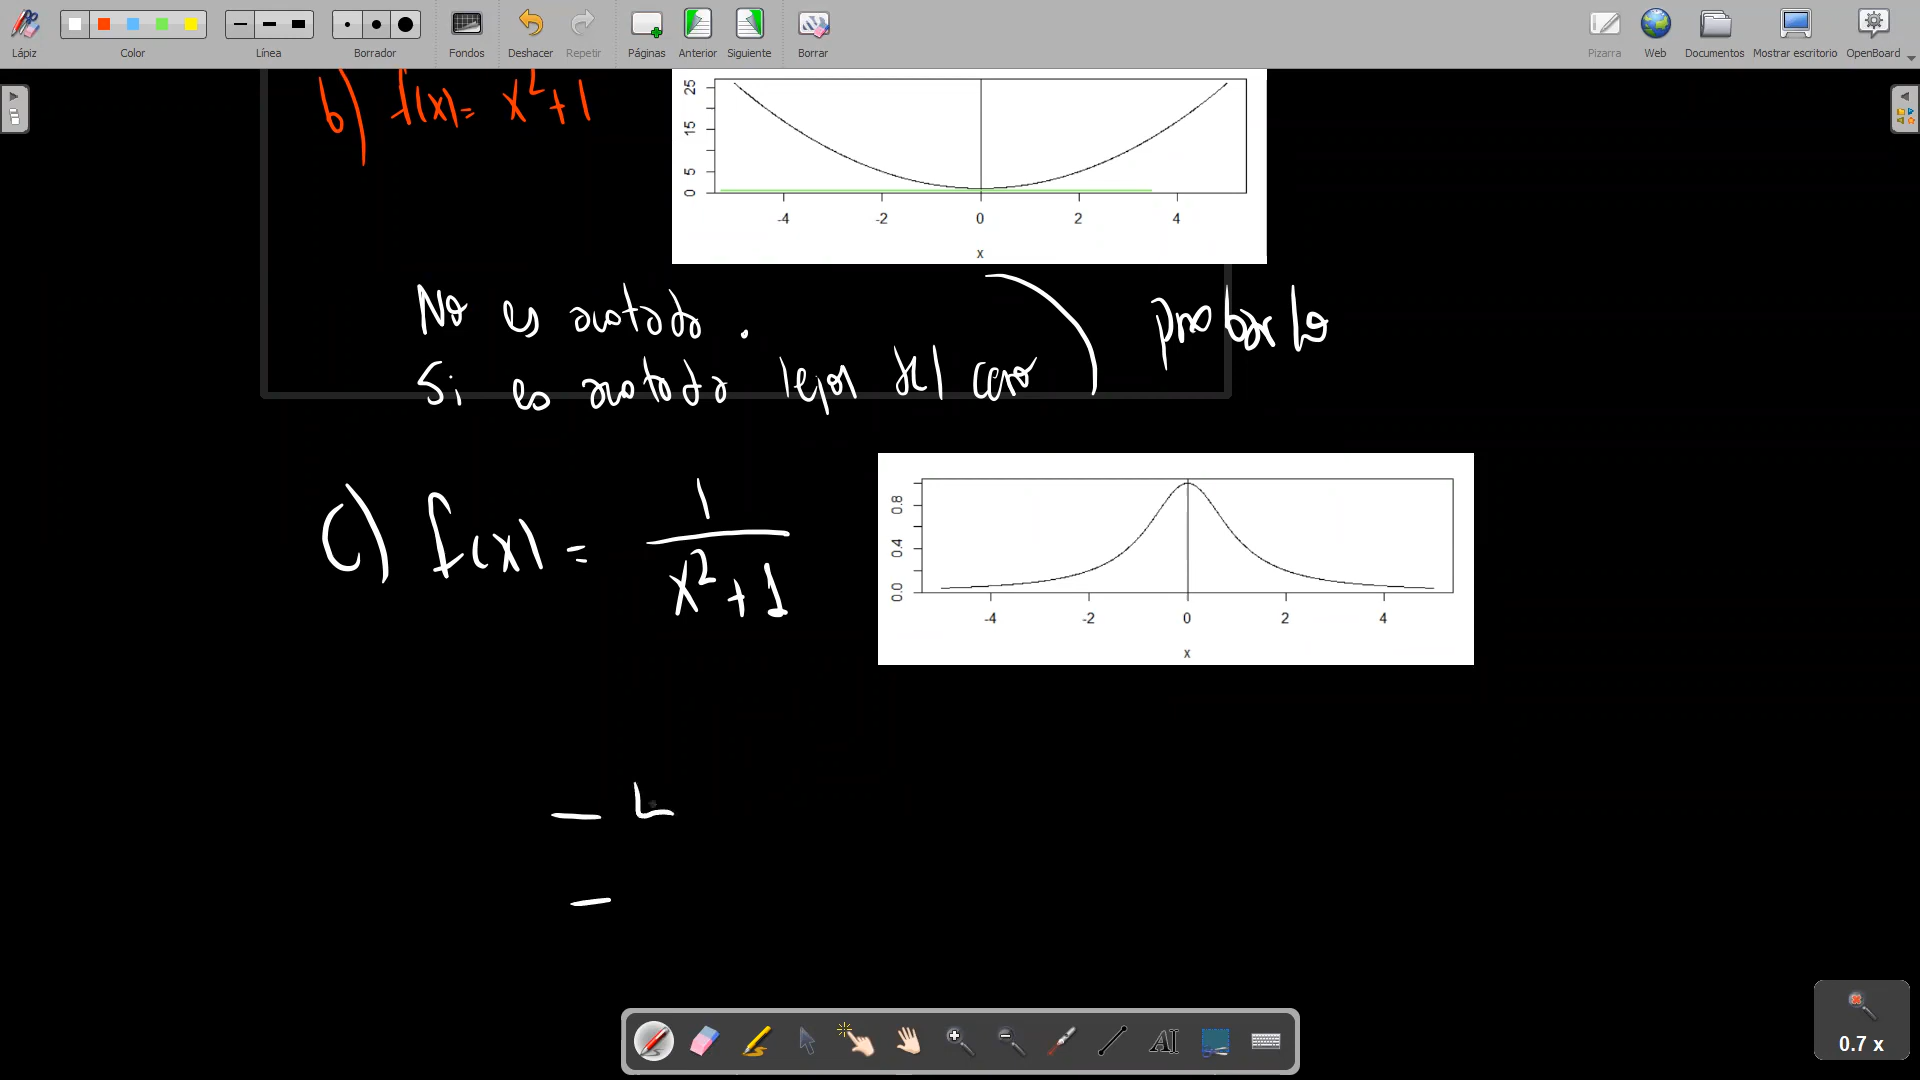 Lápiz Color Línea Borrador Fondos Deshacer Repetir Páginas Anterior Siguiente Borrar Pizarra Web Documentos Mostrar escritorio OpenBoard
b) f(x) = x²+1
25
15
5
0
-4 -2 0 2 4
x
No es acotado.
Si es acotado lejos del cero
probarlo
c) f(x) = 1/(x²+1)
0.8
0.4
0.0
-4 -2 0 2 4
x
–
–
0.7 x